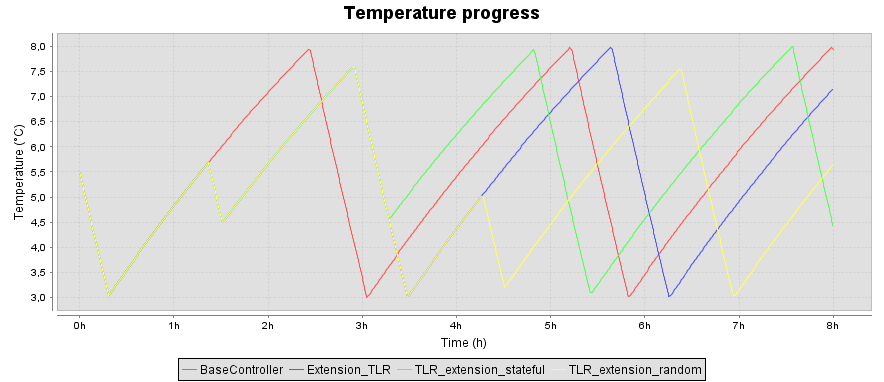 Temperature progress
Temperature (°C)
8,0
7,5
7,0
6,5
6,0
5,5
5,0
4,5
4,0
3,5
3,0
0h 1h 2h 3h 4h 5h 6h 7h 8h
Time (h)
BaseController Extension_TLR TLR_extension_stateful TLR_extension_random